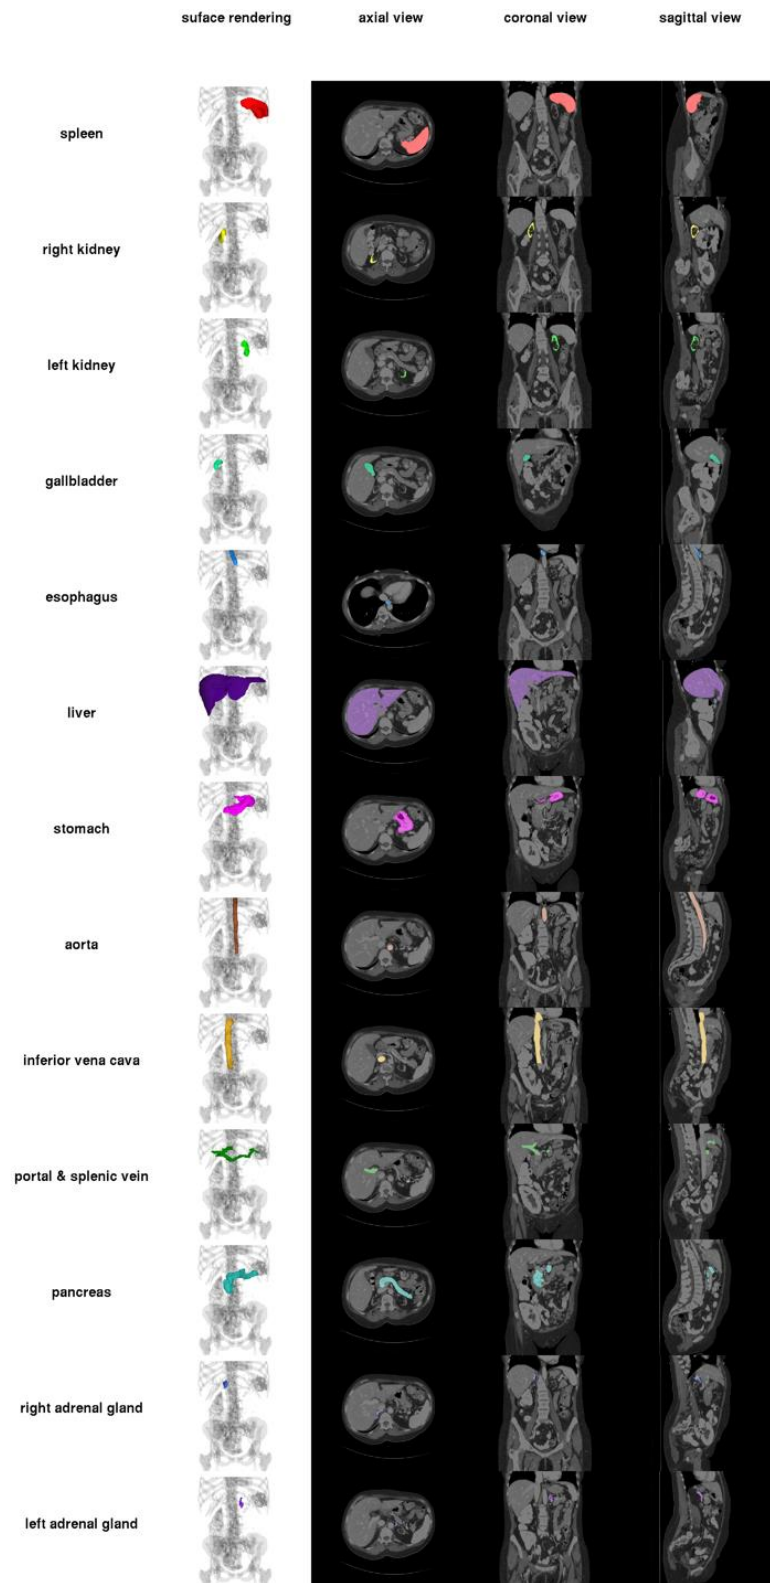 suface rendering axial view coronal view sagittal view
spleen
right kidney
left kidney
gallbladder
esophagus
liver
stomach
aorta
inferior vena cava
portal & splenic vein
pancreas
right adrenal gland
left adrenal gland